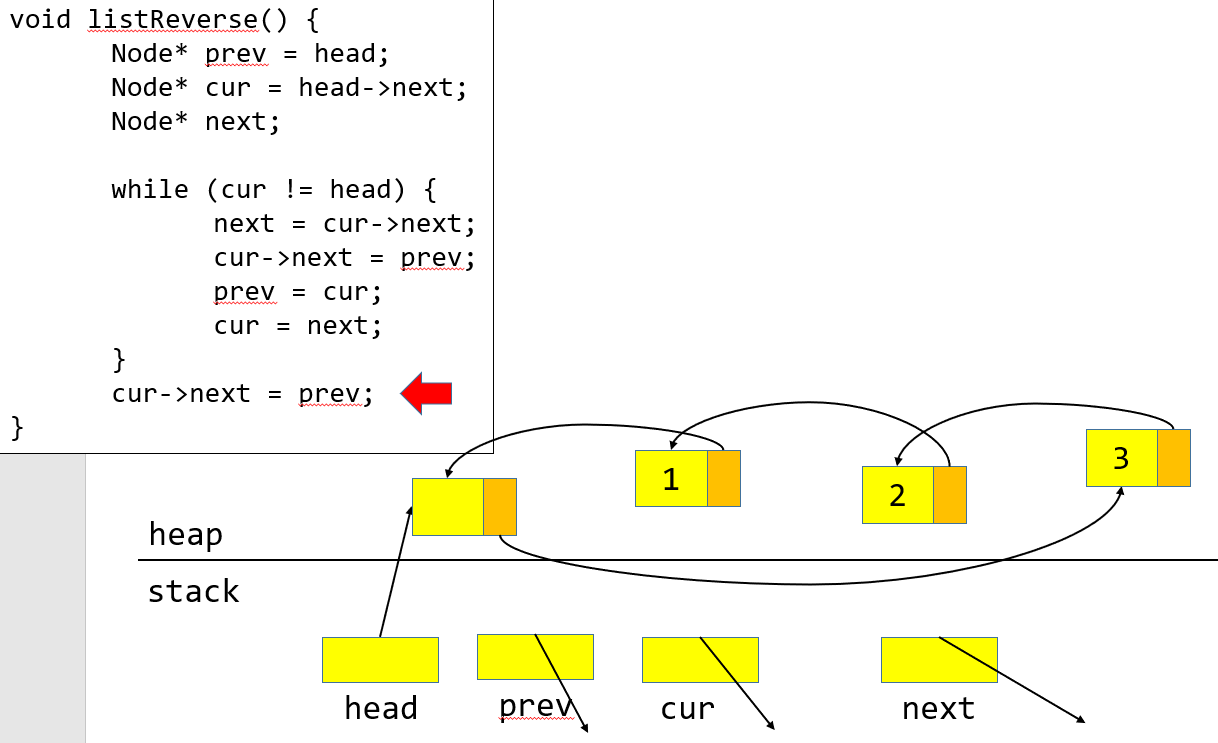 void listReverse() {
Node* prev = head;
Node* cur = head->next;
Node* next;
while (cur != head) {
next = cur->next;
cur->next = prev;
prev = cur;
cur = next;
}
cur->next = prev;
}
1
2
3
heap
stack
head
prev
cur
next